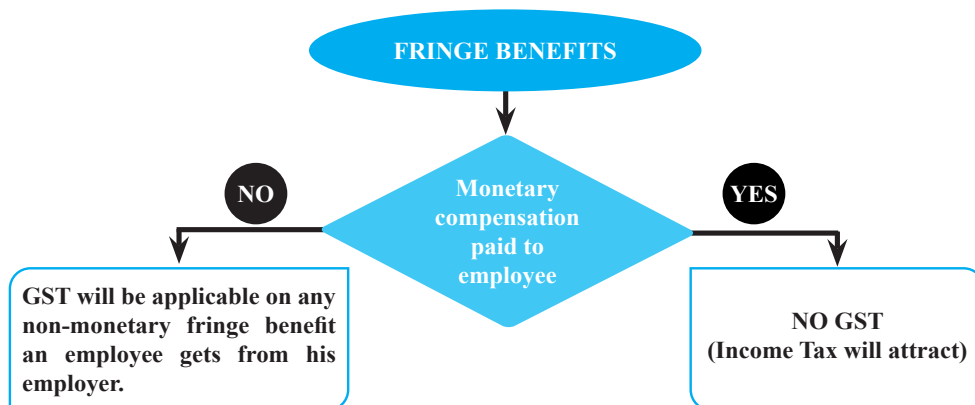 FRINGE BENEFITS
NO
Monetary
compensation
paid to
employee
YES
GST will be applicable on any
non-monetary fringe benefit
an employee gets from his
employer.
NO GST
(Income Tax will attract)